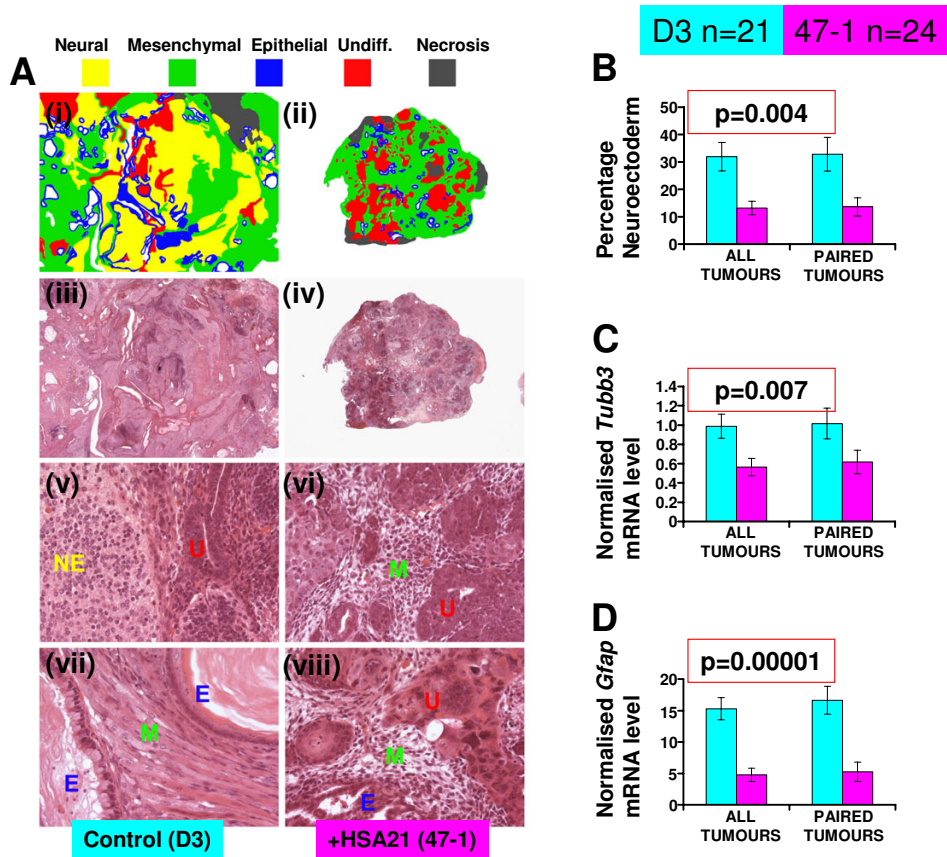 D3 n=21 47-1 n=24
Neural Mesenchymal Epithelial Undiff. Necrosis
A
(i) (ii)
(iii) (iv)
(v) (vi)
NE U M U
(vii) (viii)
E M E U M E
Control (D3) +HSA21 (47-1)
B
p=0.004
Percentage
Neuroectoderm
50
40
30
20
10
0
ALL
TUMOURS
PAIRED
TUMOURS
C
p=0.007
Normalised Tubb3
mRNA level
1.4
1.2
1.0
0.8
0.6
0.4
0.2
0
ALL
TUMOURS
PAIRED
TUMOURS
D
p=0.00001
Normalised Gfap
mRNA level
20
15
10
5
0
ALL
TUMOURS
PAIRED
TUMOURS